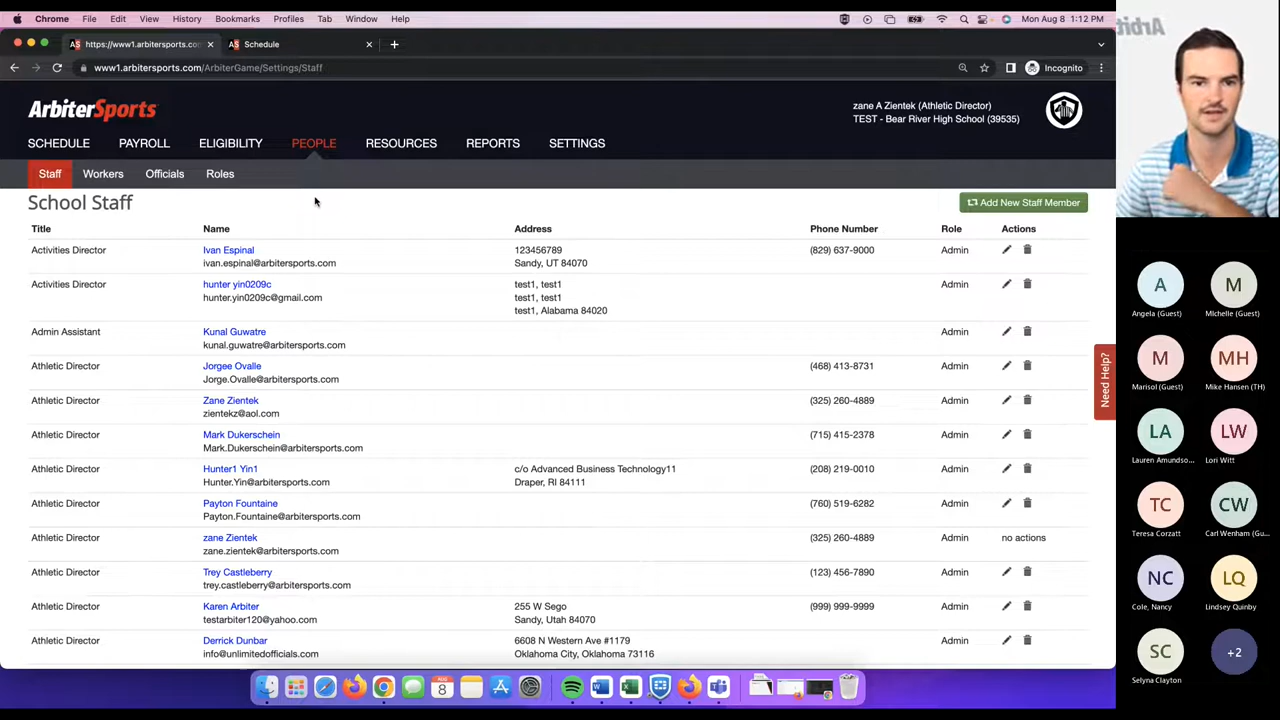 Chrome File Edit View History Bookmarks Profiles Tab Window Help Mon Aug 8 1:12 PM
https://www1.arbitersports.co Schedule
www1.arbitersports.com/ArbiterGame/Settings/Staff Incognito
ArbiterSports
zane A Zientek (Athletic Director)
TEST - Bear River High School (39535)
SCHEDULE PAYROLL ELIGIBILITY PEOPLE RESOURCES REPORTS SETTINGS
Staff Workers Officials Roles
School Staff Add New Staff Member
Title Name Address Phone Number Role Actions
Activities Director Ivan Espinal 123456789 (829) 637-9000 Admin
ivan.espinal@arbitersports.com Sandy, UT 84070
Activities Director hunter yin0209c test1, test1 Admin
hunter.yin0209c@gmail.com test1, test1
test1, Alabama 84020
Admin Assistant Kunal Guwatre Admin
kunal.guwatre@arbitersports.com
Athletic Director Jorgee Ovalle (468) 413-8731 Admin
Jorge.Ovalle@arbitersports.com
Athletic Director Zane Zientek (325) 260-4889 Admin
zientekz@aol.com
Athletic Director Mark Dukerschein (715) 415-2378 Admin
Mark.Dukerschein@arbitersports.com
Athletic Director Hunter1 Yin1 c/o Advanced Business Technology11 (208) 219-0010 Admin
Hunter.Yin@arbitersports.com Draper, RI 84111
Athletic Director Payton Fountaine (760) 519-6282 Admin
Payton.Fountaine@arbitersports.com
Athletic Director zane Zientek (325) 260-4889 Admin no actions
zane.zientek@arbitersports.com
Athletic Director Trey Castleberry (123) 456-7890 Admin
trey.castleberry@arbitersports.com
Athletic Director Karen Arbiter 255 W Sego (999) 999-9999 Admin
testarbiter120@yahoo.com Sandy, Utah 84070
Athletic Director Derrick Dunbar 6608 N Western Ave #1179 Admin
info@unlimitedofficials.com Oklahoma City, Oklahoma 73116
Need Help?
AUG
8
Arbit
A M
Angela (Guest) Michelle (Guest)
M MH
Marisol (Guest) Mike Hansen (TH)
LA LW
Lauren Amundso... Lori Witt
TC CW
Teresa Corzatt Carl Wenham (Gu...
NC LQ
Cole, Nancy Lindsey Quinby
SC +2
Selyna Clayton